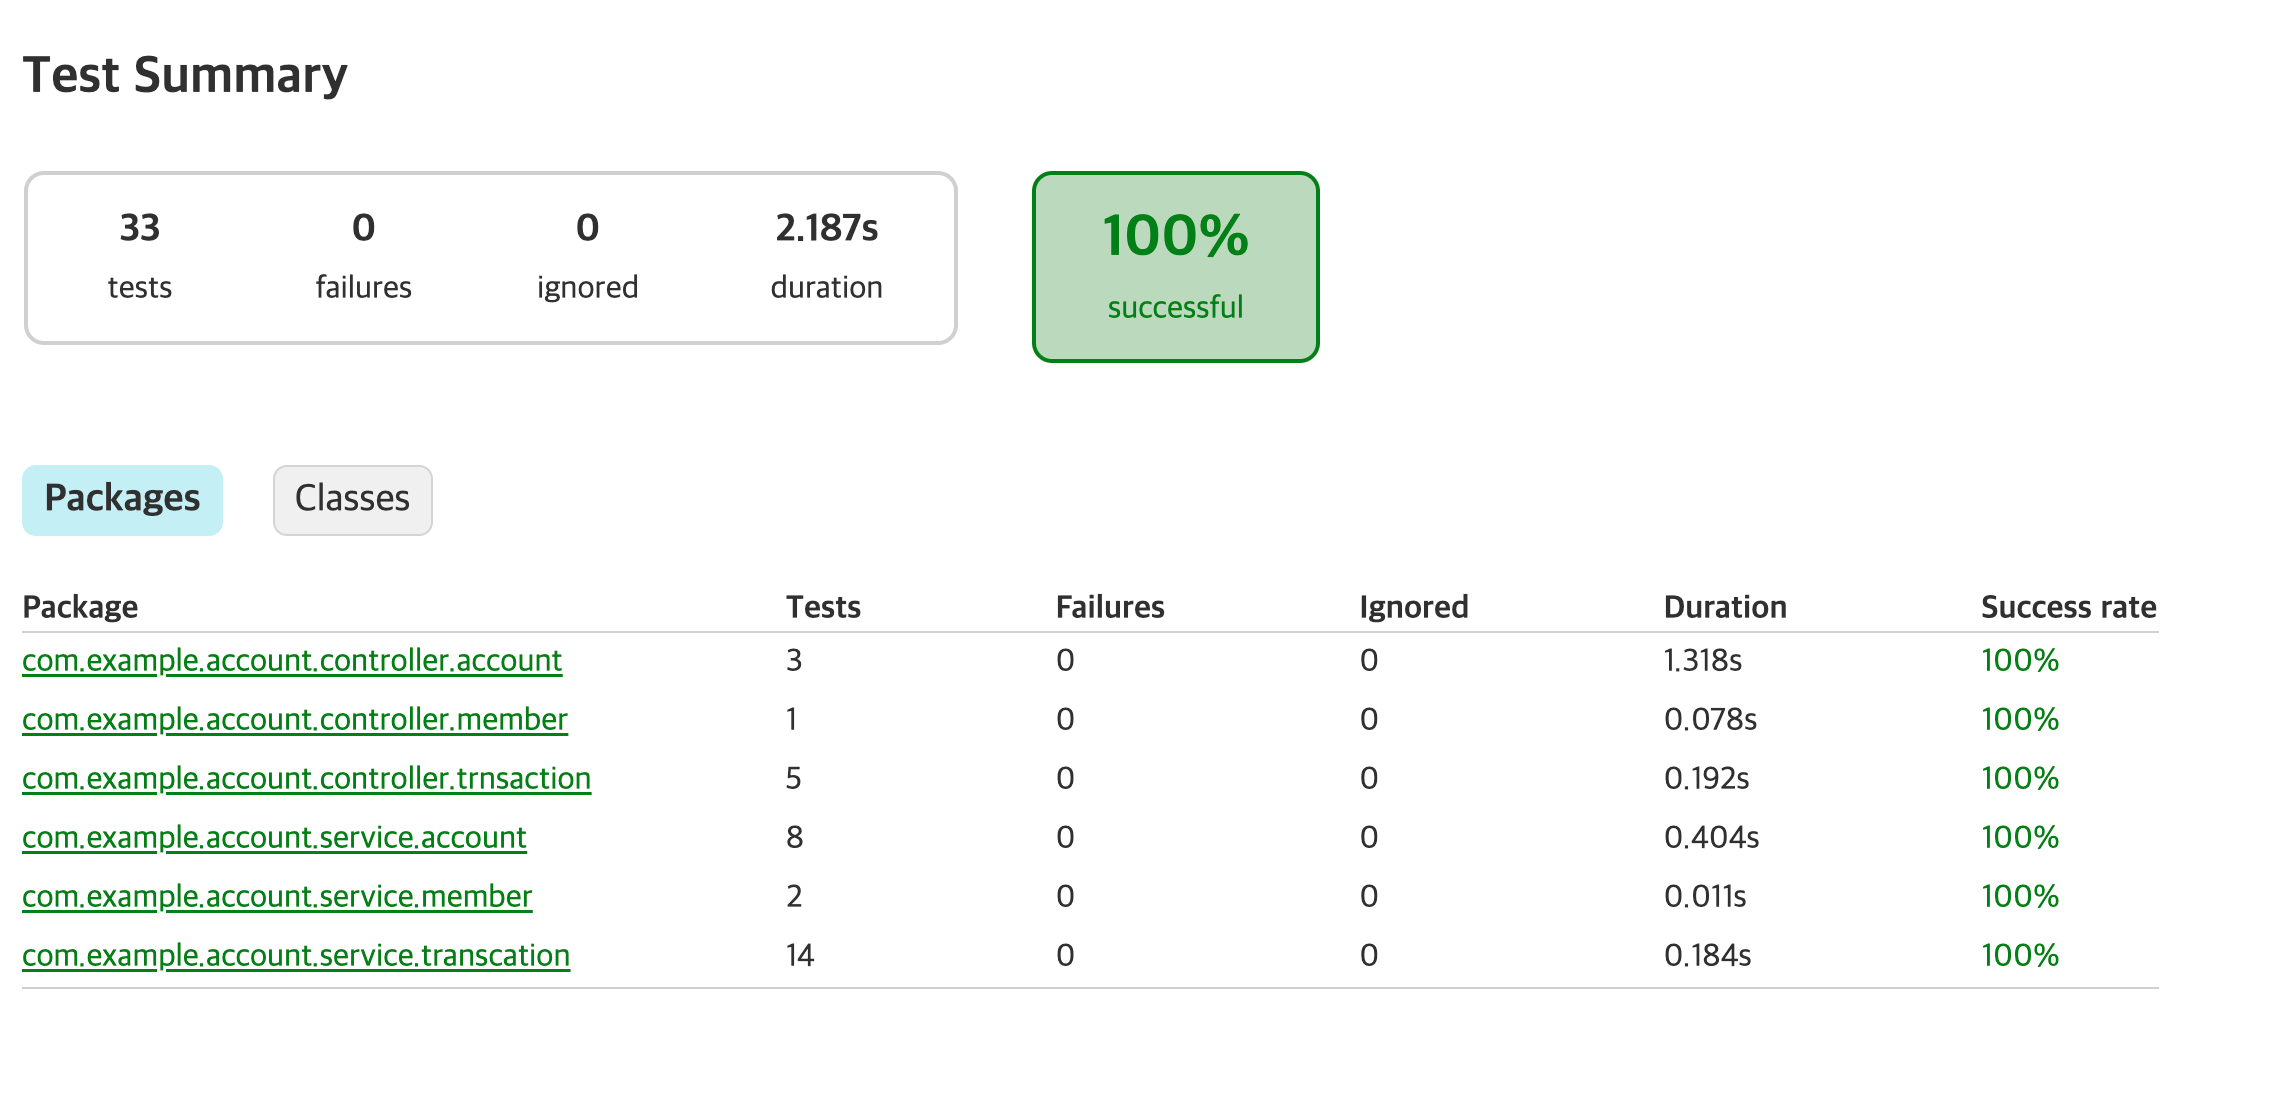 Test Summary
33 0 0 2.187s
tests failures ignored duration
100%
successful
Packages Classes
Package Tests Failures Ignored Duration Success rate
com.example.account.controller.account 3 0 0 1.318s 100%
com.example.account.controller.member 1 0 0 0.078s 100%
com.example.account.controller.trnsaction 5 0 0 0.192s 100%
com.example.account.service.account 8 0 0 0.404s 100%
com.example.account.service.member 2 0 0 0.011s 100%
com.example.account.service.transcation 14 0 0 0.184s 100%